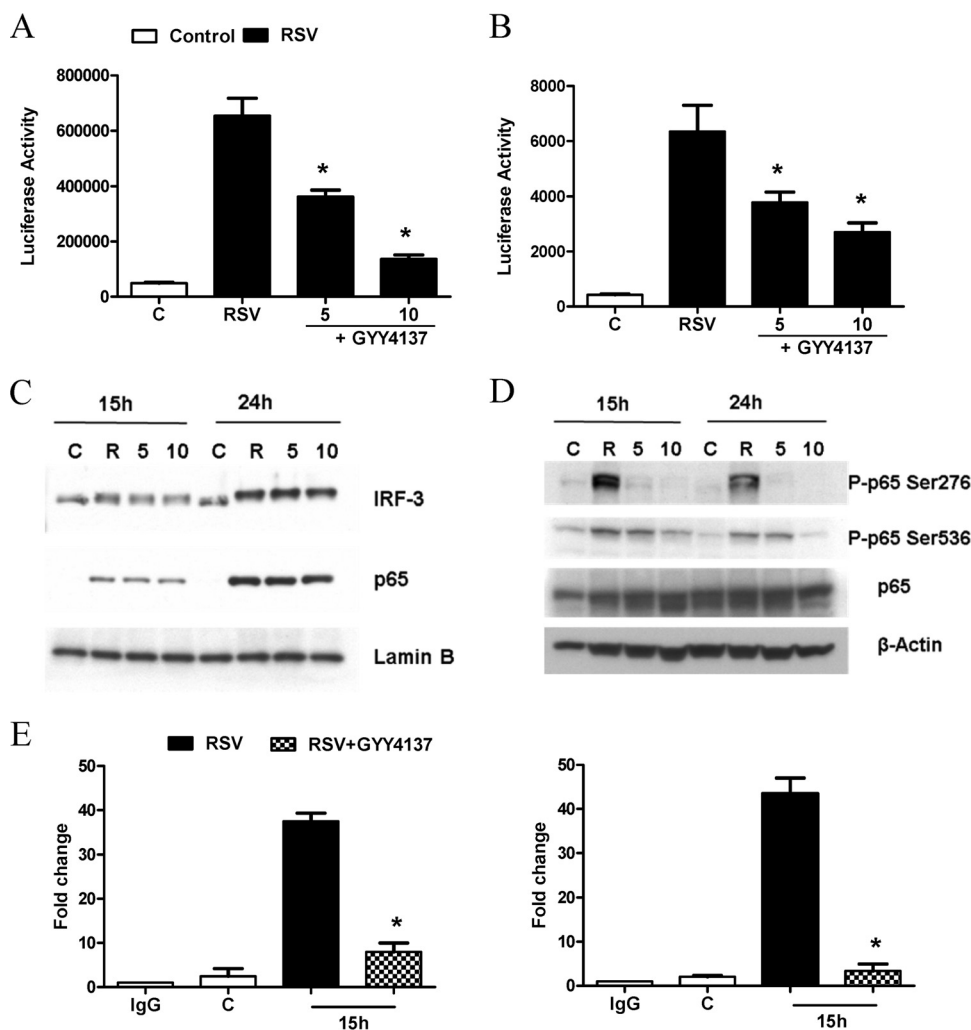 A
Control RSV
Luciferase Activity
800000
600000
400000
200000
0
*
*
C RSV 5 10
+ GYY4137
B
Luciferase Activity
8000
6000
4000
2000
0
*
*
C RSV 5 10
+ GYY4137
C
15h 24h
C R 5 10 C R 5 10
IRF-3
p65
Lamin B
D
15h 24h
C R 5 10 C R 5 10
P-p65 Ser276
P-p65 Ser536
p65
β-Actin
E
RSV RSV+GYY4137
Fold change
50
40
30
20
10
0
*
IgG C
15h
Fold change
50
40
30
20
10
0
*
IgG C
15h